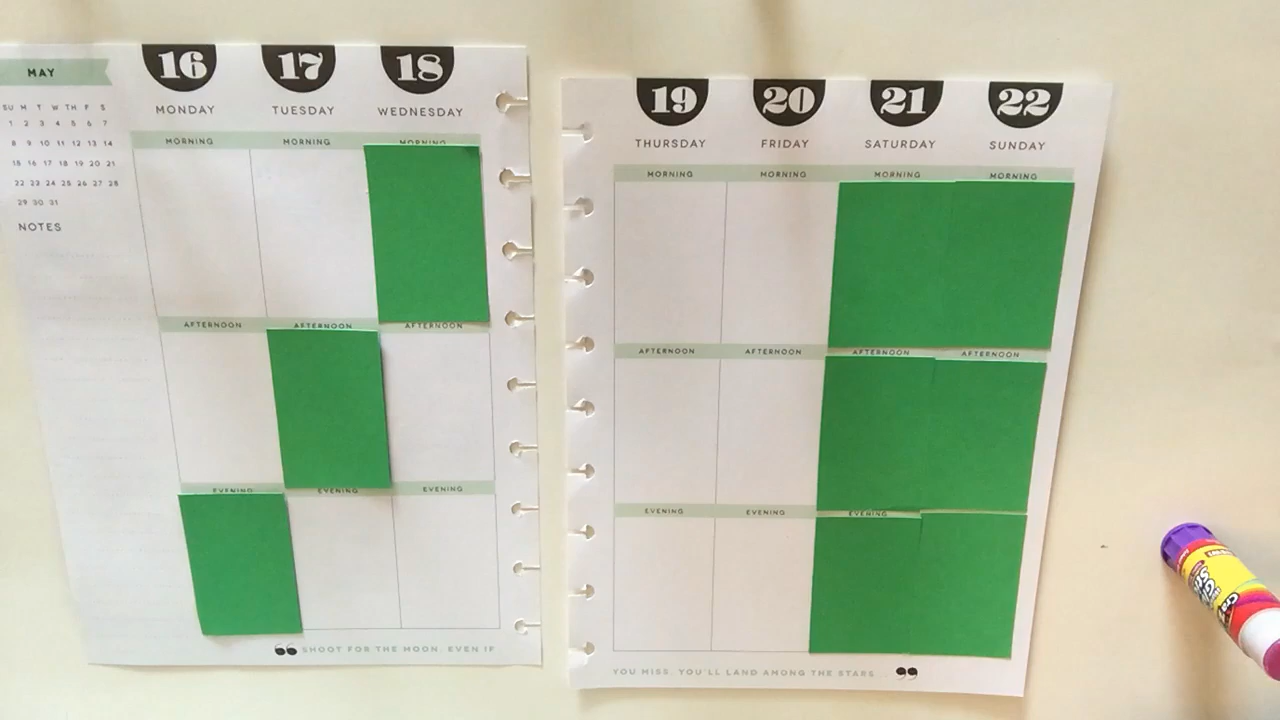 MAY
SU M T W TH F S
1 2 3 4 5 6 7
8 9 10 11 12 13 14
15 16 17 18 19 20 21
22 23 24 25 26 27 28
29 30 31
NOTES
16 17 18
MONDAY TUESDAY WEDNESDAY
MORNING MORNING MORNING
AFTERNOON AFTERNOON AFTERNOON
EVENING EVENING EVENING
SHOOT FOR THE MOON. EVEN IF
19 20 21 22
THURSDAY FRIDAY SATURDAY SUNDAY
MORNING MORNING MORNING MORNING
AFTERNOON AFTERNOON AFTERNOON AFTERNOON
EVENING EVENING EVENING
YOU MISS, YOU'LL LAND AMONG THE STARS